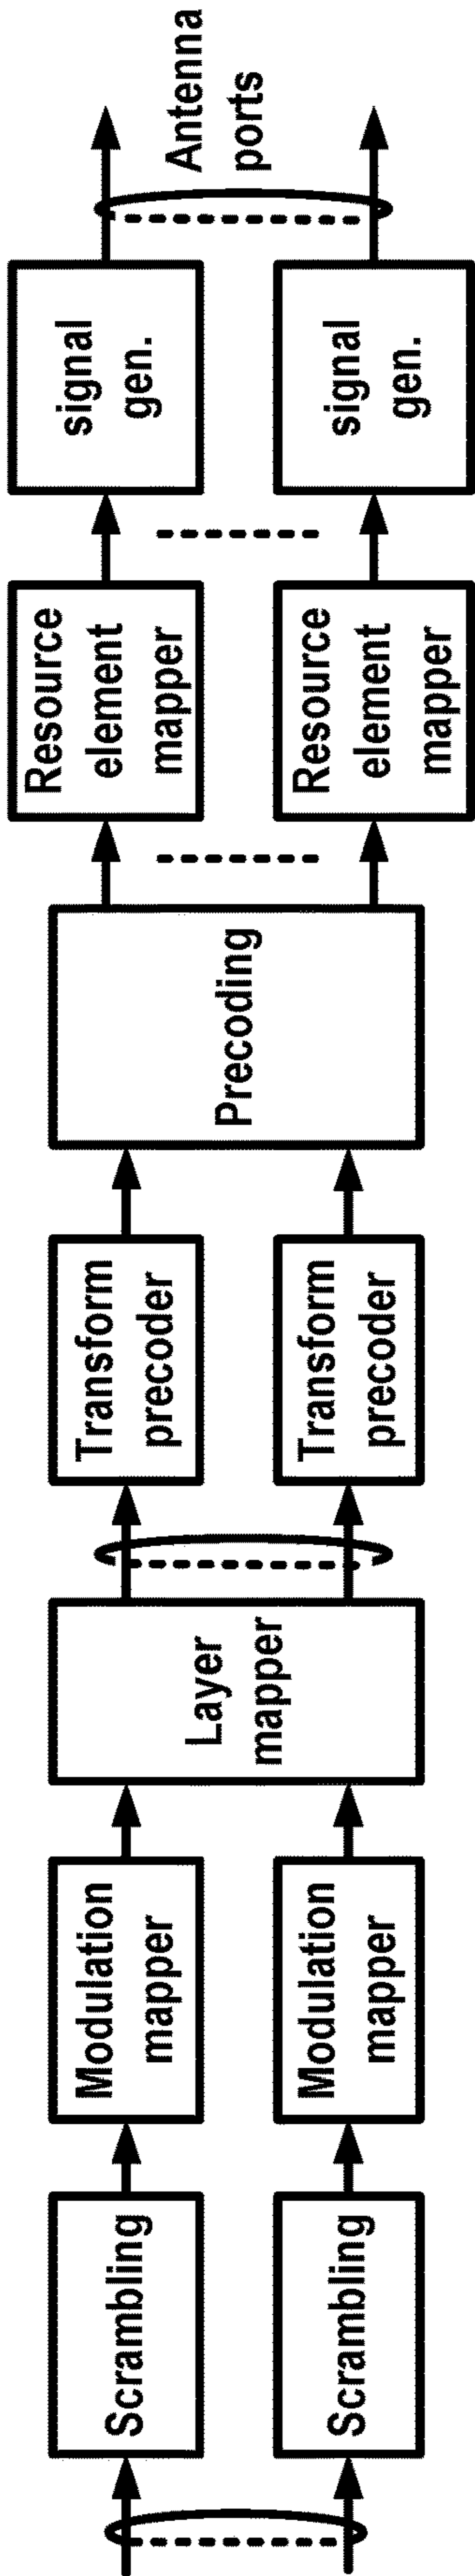 Scrambling
Scrambling
Modulation
mapper
Modulation
mapper
Layer
mapper
Transform
precoder
Transform
precoder
Precoding
Resource
element
mapper
Resource
element
mapper
signal
gen.
signal
gen.
Antenna
ports